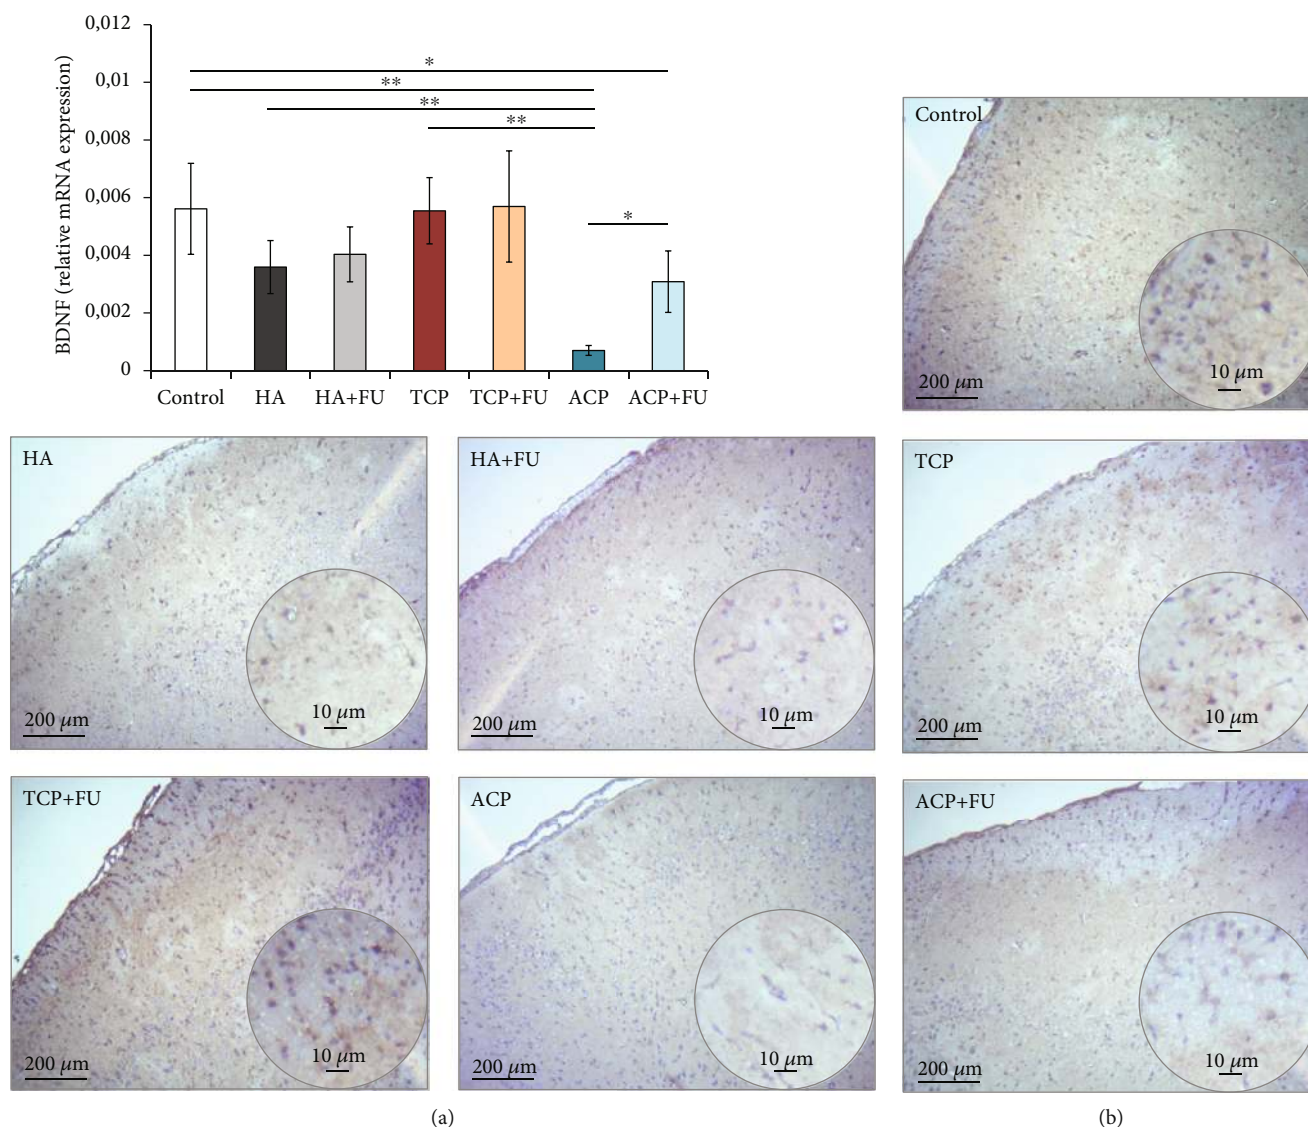 0,012
0,01
0,008
0,006
0,004
0,002
0
BDNF (relative mRNA expression)
*
**
**
**
*
Control HA HA+FU TCP TCP+FU ACP ACP+FU
Control
200 µm 10 µm
HA
200 µm 10 µm
HA+FU
200 µm 10 µm
TCP
200 µm 10 µm
TCP+FU
200 µm 10 µm
ACP
200 µm 10 µm
ACP+FU
200 µm 10 µm
(a) (b)